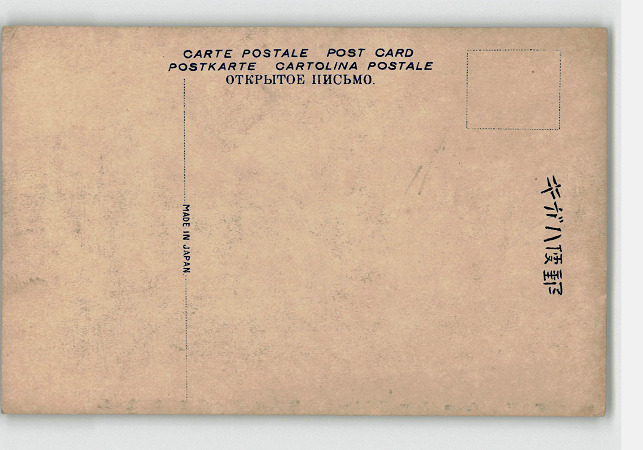 CARTE POSTALE POST CARD
POSTKARTE CARTOLINA POSTALE
ОТКРЫТОЕ ПИСЬМО.
MADE IN JAPAN
郵便ハガキ